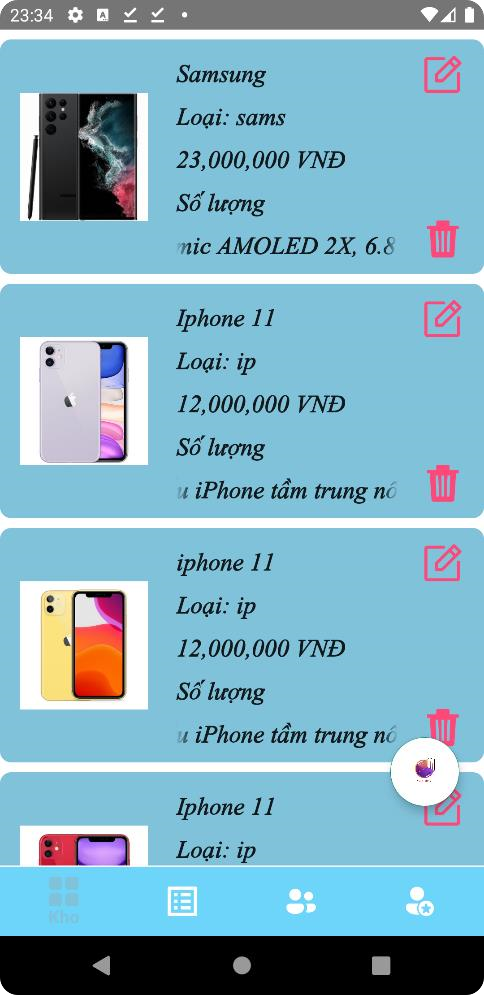 23:34
Samsung
Loại: sams
23,000,000 VNĐ
Số lượng
mic AMOLED 2X, 6.8
Iphone 11
Loại: ip
12,000,000 VNĐ
Số lượng
u iPhone tầm trung nổ
iphone 11
Loại: ip
12,000,000 VNĐ
Số lượng
u iPhone tầm trung nổ
Iphone 11
Loại: ip
Kho